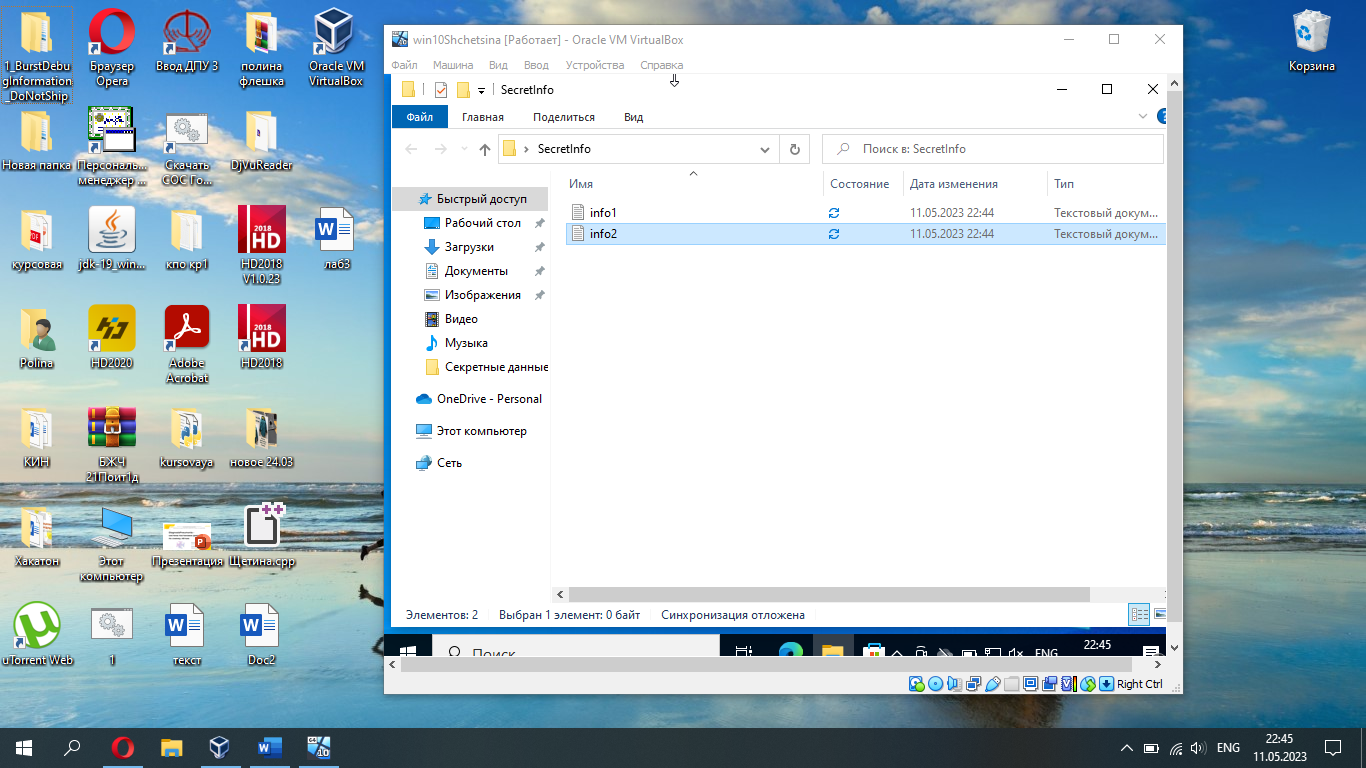 1_BurstDebu
gInformation
_DoNotShip
Браузер
Opera
Ввод ДПУ 3
полина
флешка
Oracle VM
VirtualBox
Новая папка
Персональ...
менеджер ...
Скачать
СОС Го...
DjVuReader
курсовая
jdk-19_win...
кпо кр1
HD2018
V1.0.23
лаб3
Polina
HD2020
Adobe
Acrobat
HD2018
КИН
БЖЧ
21Поит1д
kursovaya
новое 24.03
Хакатон
Этот
компьютер
Презентация
Щетина.cpp
uTorrent Web
1
текст
Doc2
Корзина
win10Shchetsina [Работает] - Oracle VM VirtualBox
Файл Машина Вид Ввод Устройства Справка
SecretInfo
Файл Главная Поделиться Вид
SecretInfo
Поиск в: SecretInfo
Имя Состояние Дата изменения Тип
info1 11.05.2023 22:44 Текстовый докум...
info2 11.05.2023 22:44 Текстовый докум...
Быстрый доступ
Рабочий стол
Загрузки
Документы
Изображения
Видео
Музыка
Секретные данные
OneDrive - Personal
Этот компьютер
Сеть
Элементов: 2 Выбран 1 элемент: 0 байт Синхронизация отложена
Поиск
ENG
22:45
Right Ctrl
ENG
22:45
11.05.2023